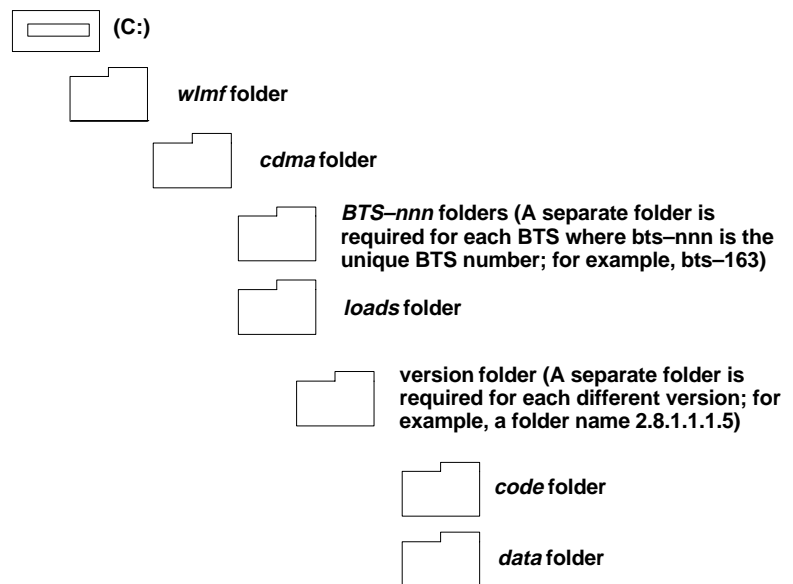 (C:)
wlmf folder
cdma folder
BTS–nnn folders (A separate folder is
required for each BTS where bts–nnn is the
unique BTS number; for example, bts–163)
loads folder
version folder (A separate folder is
required for each different version; for
example, a folder name 2.8.1.1.1.5)
code folder
data folder